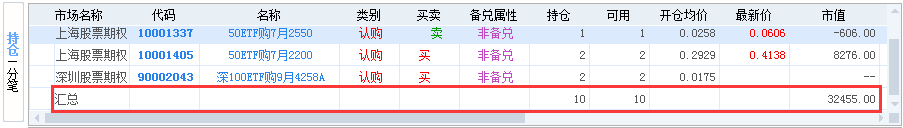 持仓
一分笔
市场名称 代码 名称 类别 买卖 备兑属性 持仓 可用 开仓均价 最新价 市值
上海股票期权 10001337 50ETF购7月2550 认购 卖 非备兑 1 1 0.0258 0.0606 -606.00
上海股票期权 10001405 50ETF购7月2200 认购 买 非备兑 2 2 0.2929 0.4138 8276.00
深圳股票期权 90002043 深100ETF购9月4258A 认购 买 非备兑 2 2 0.0175 --
汇总 10 10 32455.00